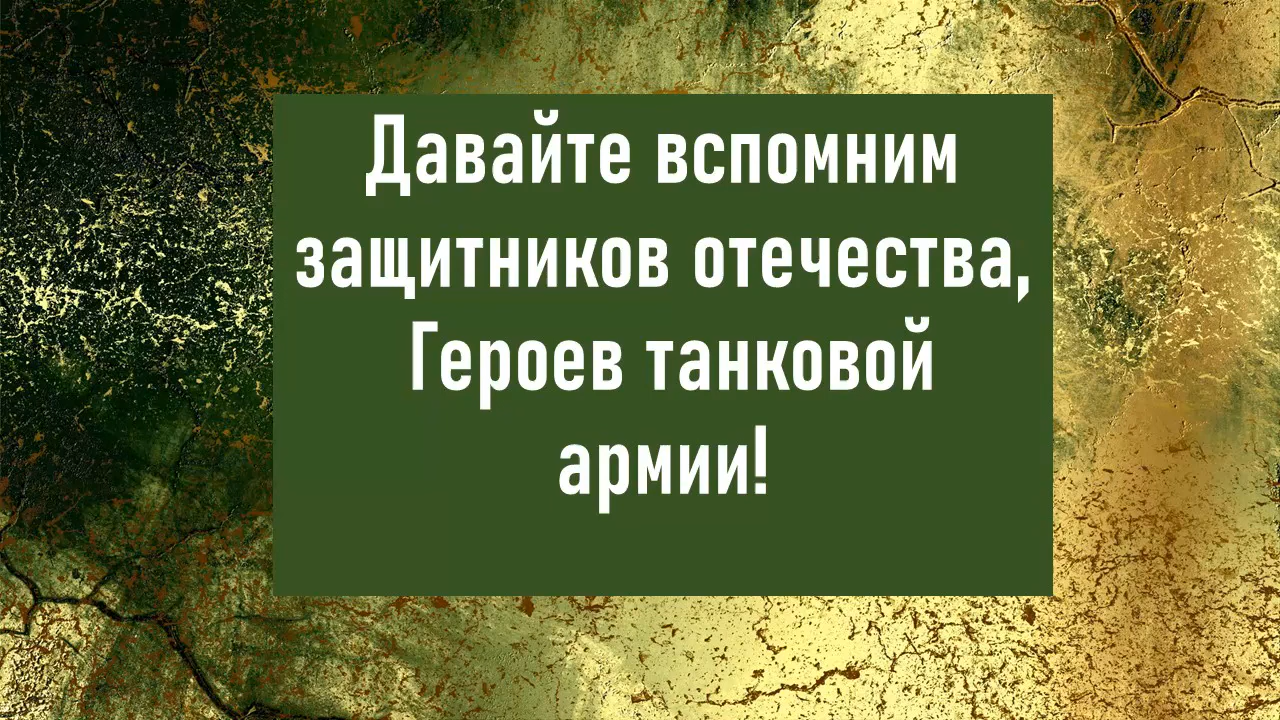 Давайте вспомним
защитников отечества,
Героев танковой
армии!